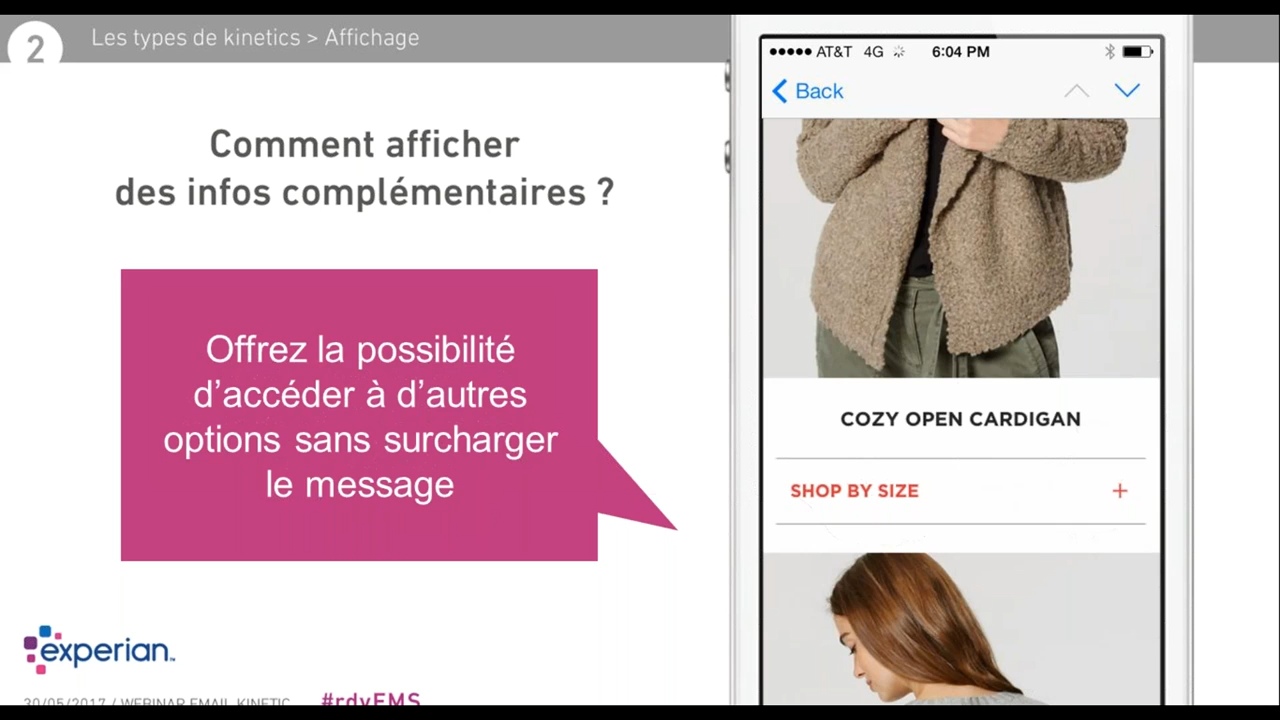 2
Les types de kinetics > Affichage
Comment afficher
des infos complémentaires ?
Offrez la possibilité
d'accéder à d'autres
options sans surcharger
le message
experian
30/05/2017 / WEBINAR EMAIL KINETIC
#rdvEMS
AT&T 4G 6:04 PM
Back
COZY OPEN CARDIGAN
SHOP BY SIZE +